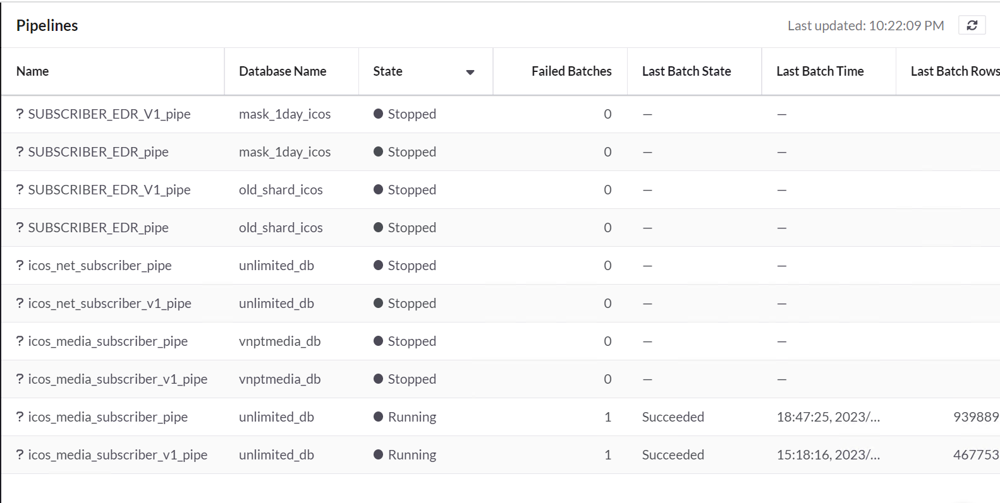 Pipelines
Last updated: 10:22:09 PM
Name Database Name State Failed Batches Last Batch State Last Batch Time Last Batch Rows
? SUBSCRIBER_EDR_V1_pipe mask_1day_icos Stopped 0 — —
? SUBSCRIBER_EDR_pipe mask_1day_icos Stopped 0 — —
? SUBSCRIBER_EDR_V1_pipe old_shard_icos Stopped 0 — —
? SUBSCRIBER_EDR_pipe old_shard_icos Stopped 0 — —
? icos_net_subscriber_pipe unlimited_db Stopped 0 — —
? icos_net_subscriber_v1_pipe unlimited_db Stopped 0 — —
? icos_media_subscriber_pipe vnptmedia_db Stopped 0 — —
? icos_media_subscriber_v1_pipe vnptmedia_db Stopped 0 — —
? icos_media_subscriber_pipe unlimited_db Running 1 Succeeded 18:47:25, 2023/... 939889
? icos_media_subscriber_v1_pipe unlimited_db Running 1 Succeeded 15:18:16, 2023/... 467753